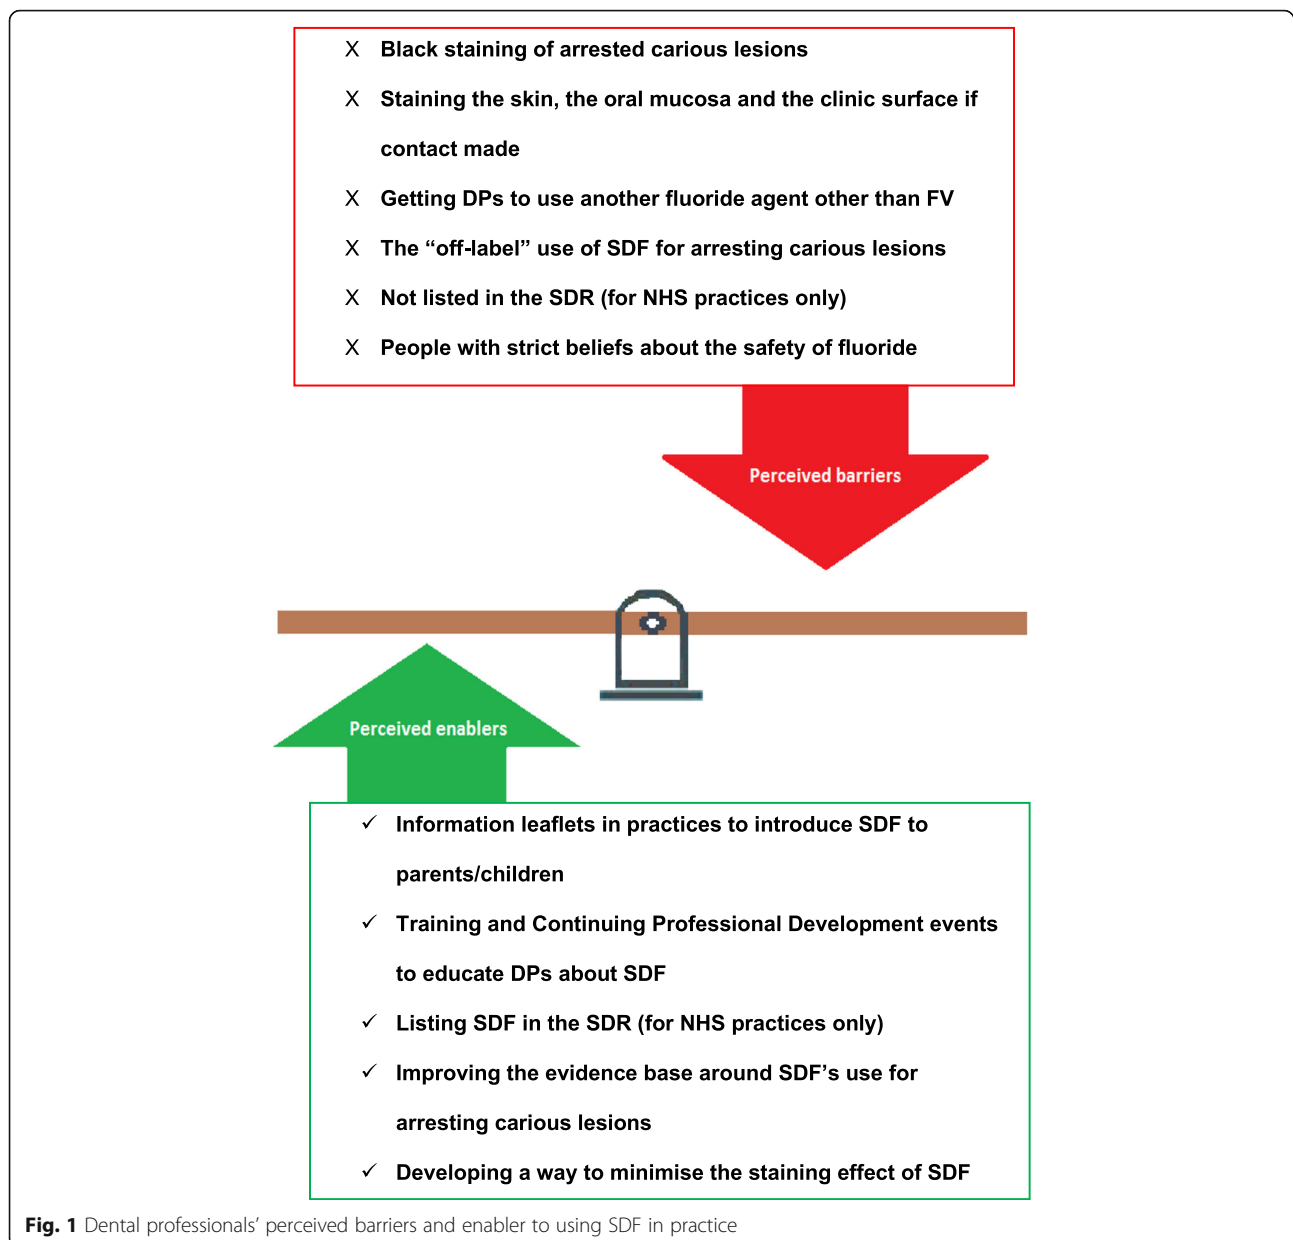 X Black staining of arrested carious lesions
X Staining the skin, the oral mucosa and the clinic surface if
contact made
X Getting DPs to use another fluoride agent other than FV
X The “off-label” use of SDF for arresting carious lesions
X Not listed in the SDR (for NHS practices only)
X People with strict beliefs about the safety of fluoride
Perceived barriers
Perceived enablers
✓ Information leaflets in practices to introduce SDF to
parents/children
✓ Training and Continuing Professional Development events
to educate DPs about SDF
✓ Listing SDF in the SDR (for NHS practices only)
✓ Improving the evidence base around SDF’s use for
arresting carious lesions
✓ Developing a way to minimise the staining effect of SDF
Fig. 1 Dental professionals’ perceived barriers and enabler to using SDF in practice